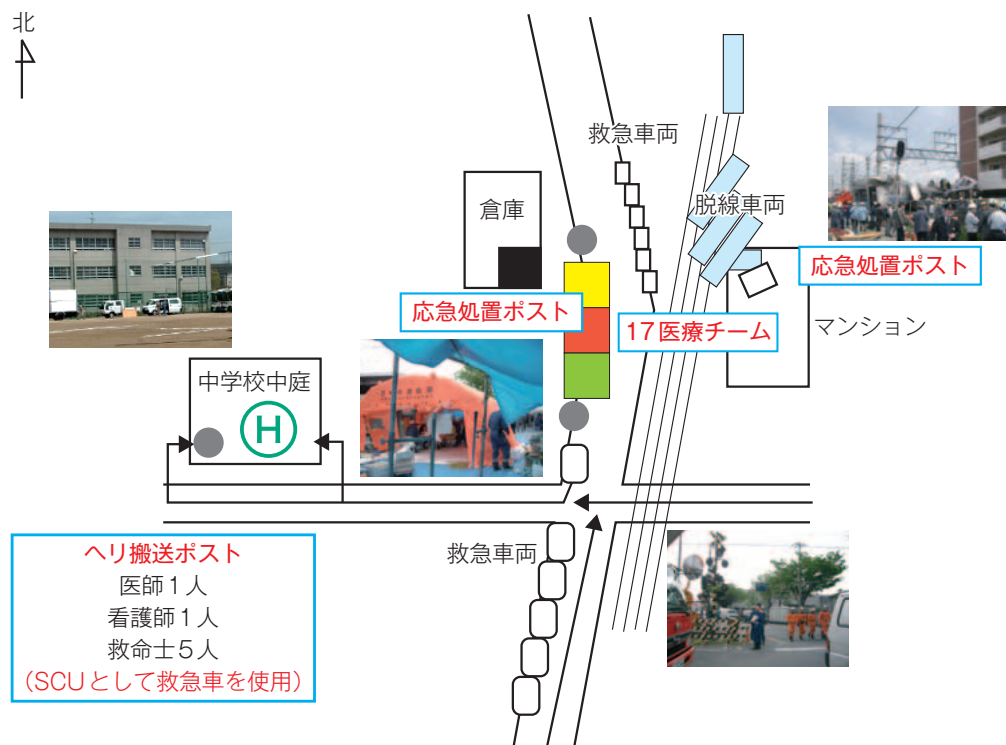 北
救急車両
脱線車両
倉庫
応急処置ポスト
応急処置ポスト
17医療チーム
マンション
中学校中庭
H
ヘリ搬送ポスト
医師1人
看護師1人
救命士5人
(SCUとして救急車を使用)
救急車両